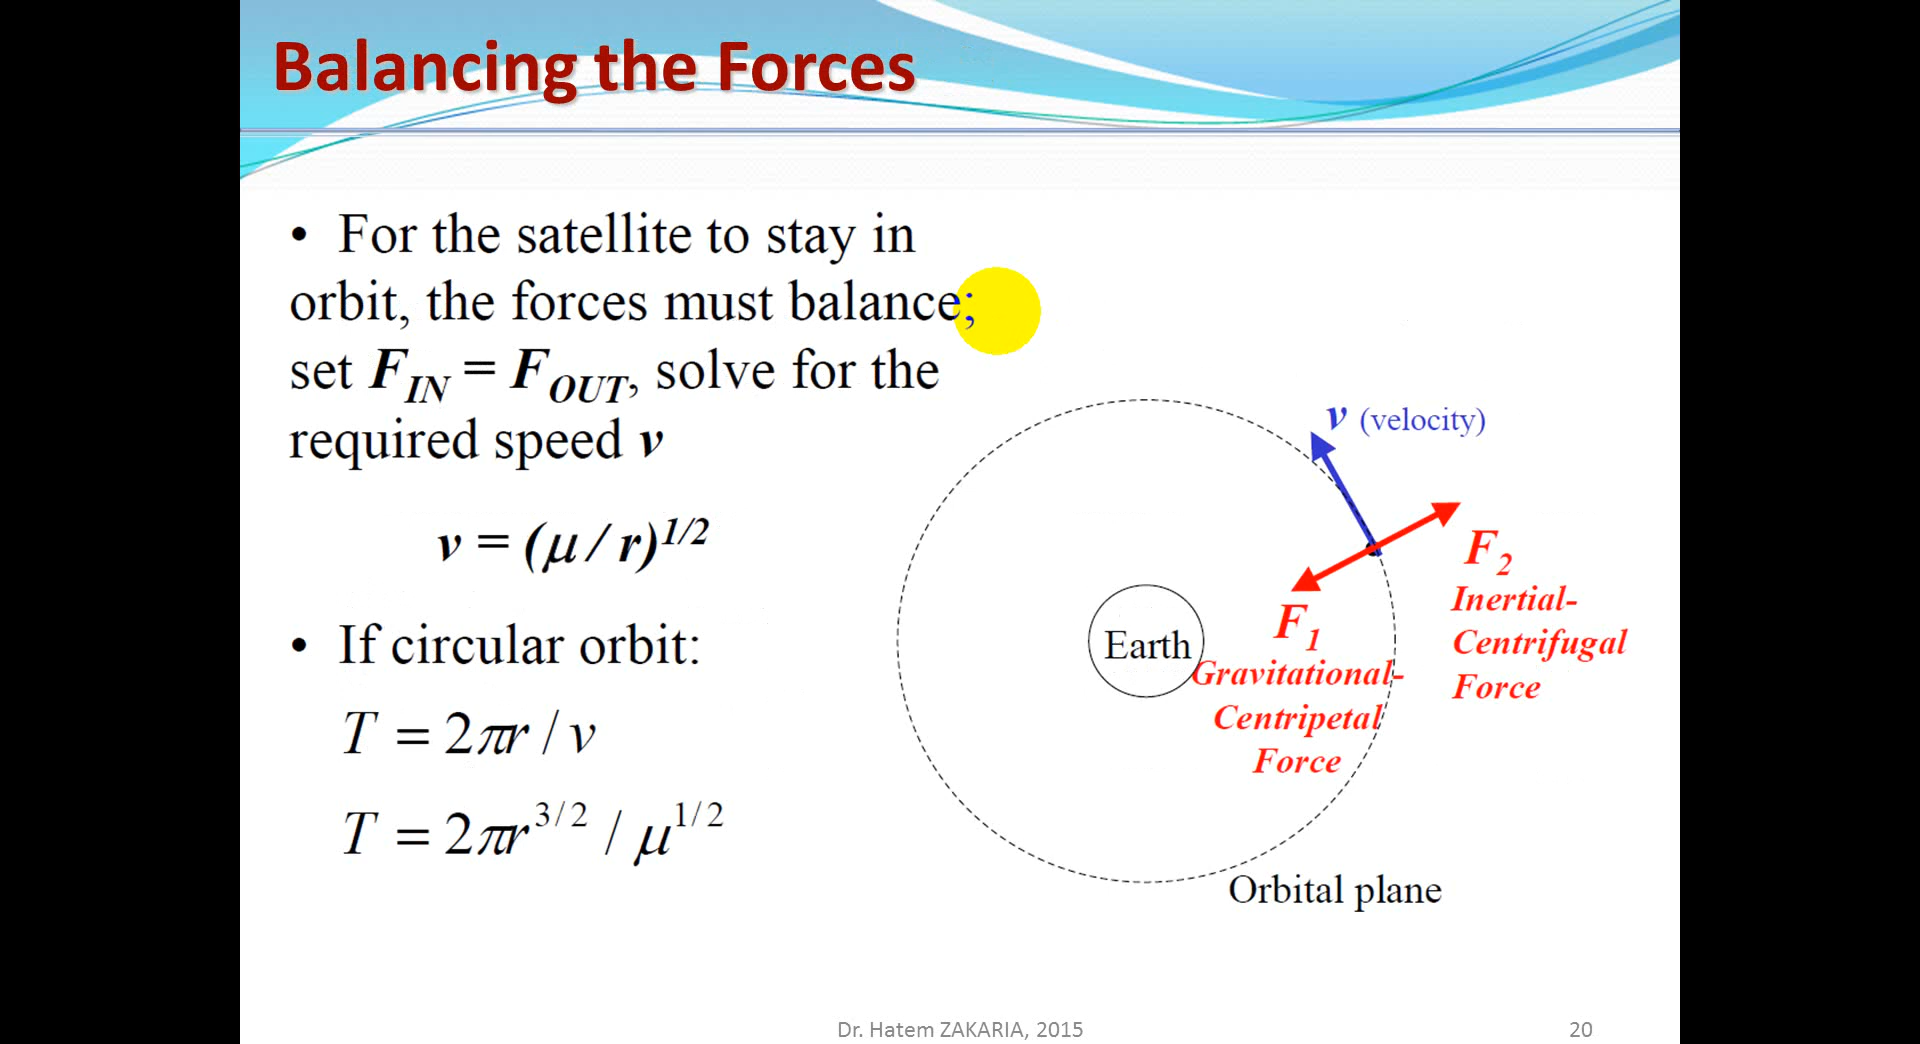 Balancing the Forces
• For the satellite to stay in
orbit, the forces must balance;
set F_IN = F_OUT, solve for the
required speed v
v = (μ / r)^1/2
• If circular orbit:
T = 2πr / v
T = 2πr^3/2 / μ^1/2
v (velocity)
F_2
Inertial-
Centrifugal
Force
Earth
F_1
Gravitational-
Centripetal
Force
Orbital plane
Dr. Hatem ZAKARIA, 2015
20